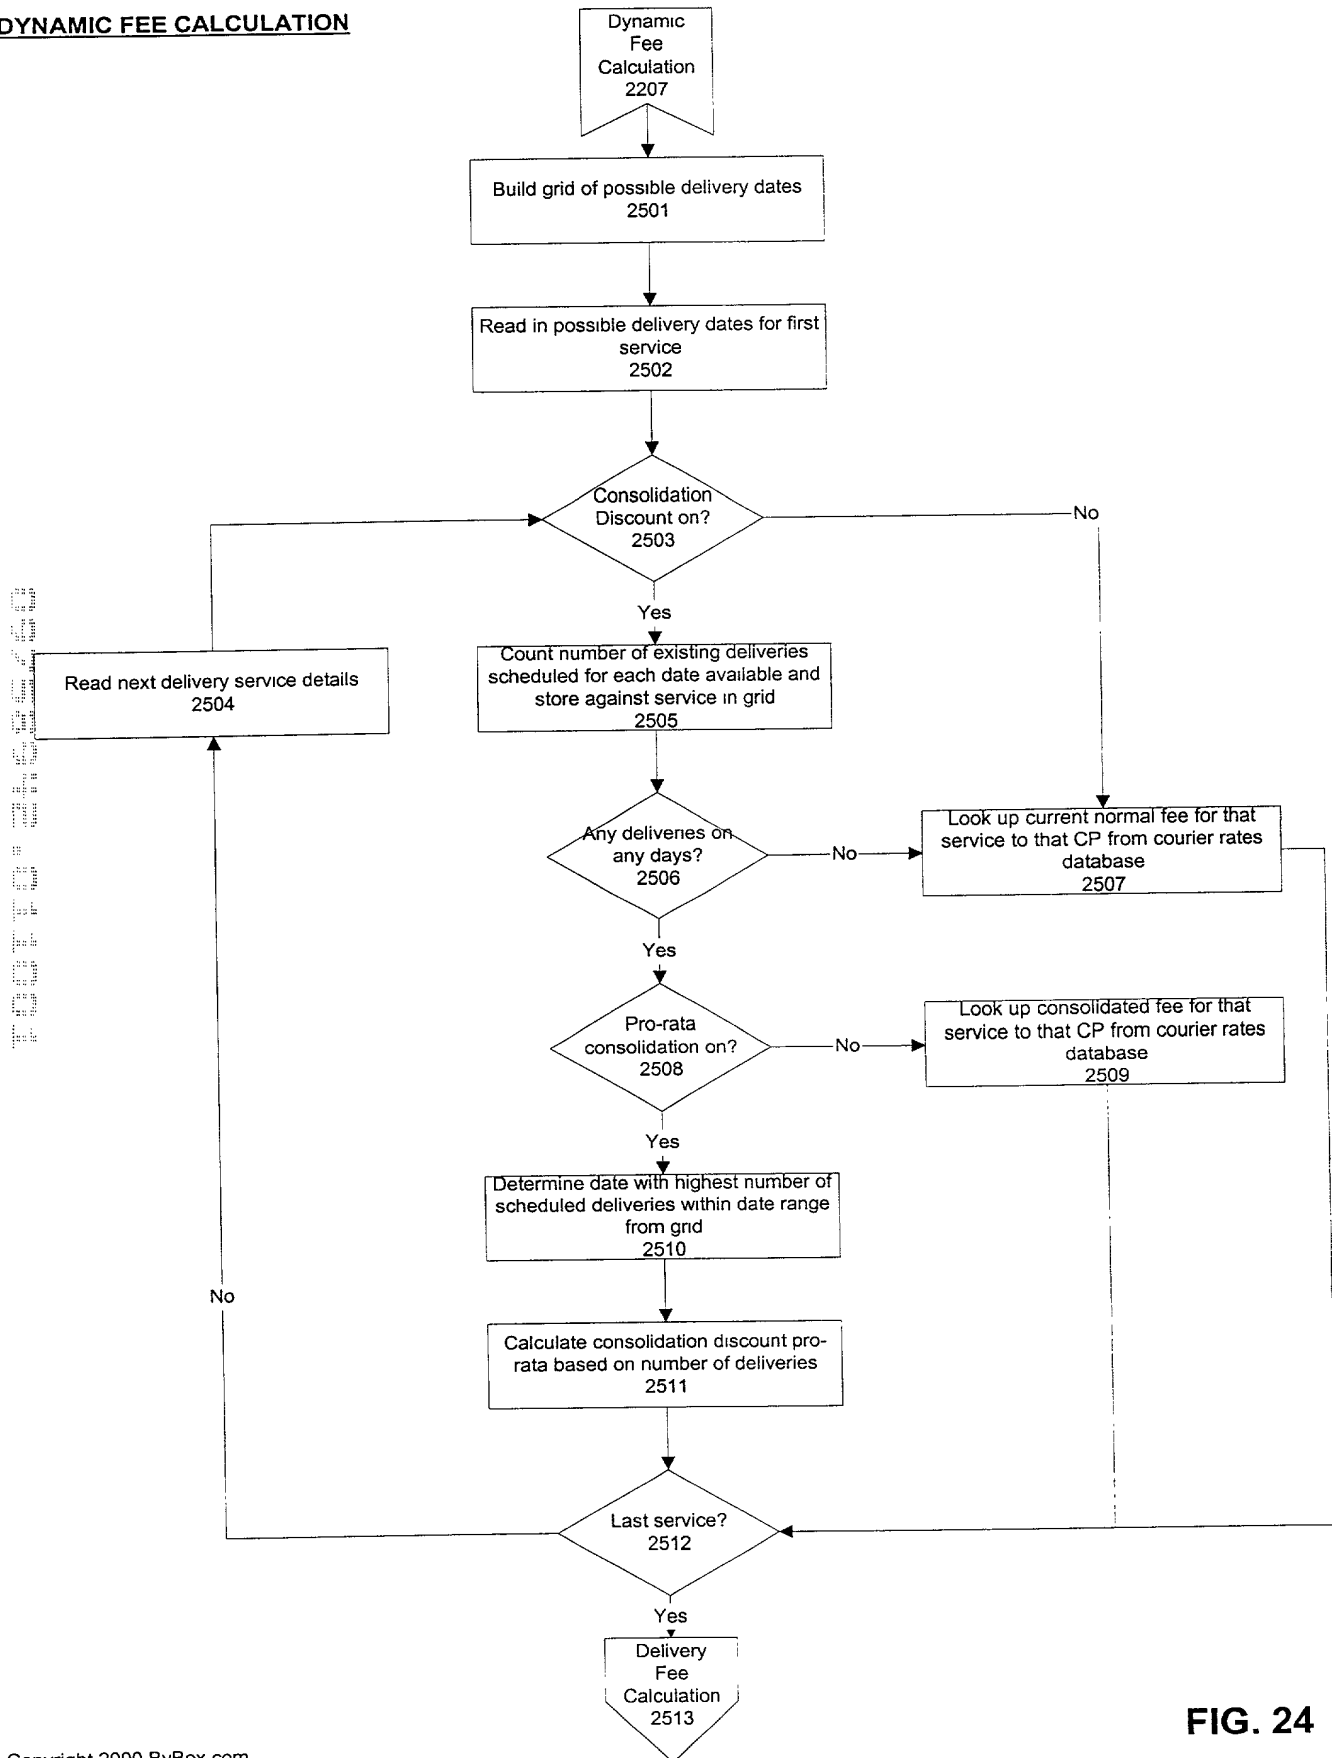 DYNAMIC FEE CALCULATION
Dynamic
Fee
Calculation
2207
Build grid of possible delivery dates
2501
Read in possible delivery dates for first
service
2502
Consolidation
Discount on?
2503
No
Yes
Read next delivery service details
2504
Count number of existing deliveries
scheduled for each date available and
store against service in grid
2505
Any deliveries on
any days?
2506
No
Look up current normal fee for that
service to that CP from courier rates
database
2507
Yes
Pro-rata
consolidation on?
2508
No
Look up consolidated fee for that
service to that CP from courier rates
database
2509
Yes
Determine date with highest number of
scheduled deliveries within date range
from grid
2510
No
Calculate consolidation discount pro-
rata based on number of deliveries
2511
Last service?
2512
Yes
Delivery
Fee
Calculation
2513
FIG. 24
Copyright 2000 ByBox.com